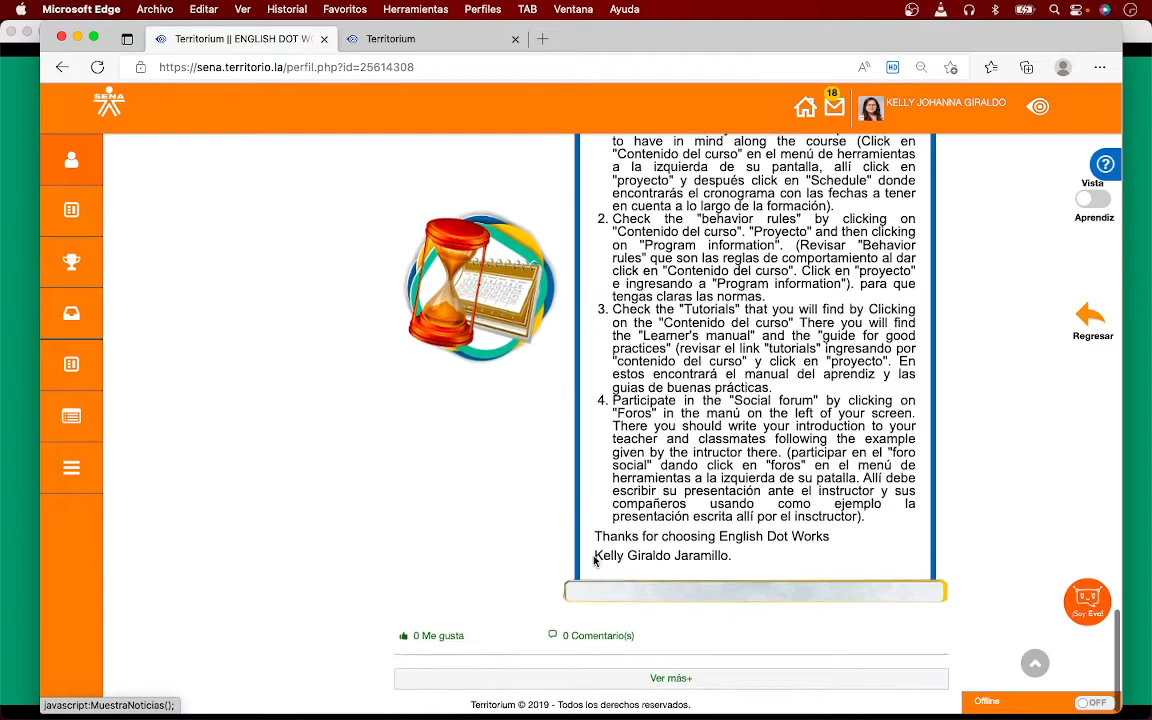 Microsoft Edge Archivo Editar Ver Historial Favoritos Herramientas Perfiles TAB Ventana Ayuda
Territorium || ENGLISH DOT WO
Territorium
https://sena.territorio.la/perfil.php?id=25614308
SENA
18
KELLY JOHANNA GIRALDO
to have in mind along the course (Click en
"Contenido del curso" en el menú de herramientas
a la izquierda de su pantalla, allí click en
"proyecto" y después click en "Schedule" donde
encontrarás el cronograma con las fechas a tener
en cuenta a lo largo de la formación).
2. Check the "behavior rules" by clicking on
"Contenido del curso". "Proyecto" and then clicking
on "Program information". (Revisar "Behavior
rules" que son las reglas de comportamiento al dar
click en "Contenido del curso". Click en "proyecto"
e ingresando a "Program information"). para que
tengas claras las normas.
3. Check the "Tutorials" that you will find by Clicking
on the "Contenido del curso" There you will find
the "Learner's manual" and the "guide for good
practices" (revisar el link "tutorials" ingresando por
"contenido del curso" y click en "proyecto". En
estos encontrará el manual del aprendiz y las
guias de buenas prácticas.
4. Participate in the "Social forum" by clicking on
"Foros" in the manú on the left of your screen.
There you should write your introduction to your
teacher and classmates following the example
given by the intructor there. (participar en el "foro
social" dando click en "foros" en el menú de
herramientas a la izquierda de su patalla. Allí debe
escribir su presentación ante el instructor y sus
compañeros usando como ejemplo la
presentación escrita allí por el insctructor).
Thanks for choosing English Dot Works
Kelly Giraldo Jaramillo.
Vista
Aprendiz
Regresar
¡Soy Eva!
0 Me gusta
0 Comentario(s)
Ver más+
javascript:MuestraNoticias();
Territorium © 2019 - Todos los derechos reservados.
Offline
OFF